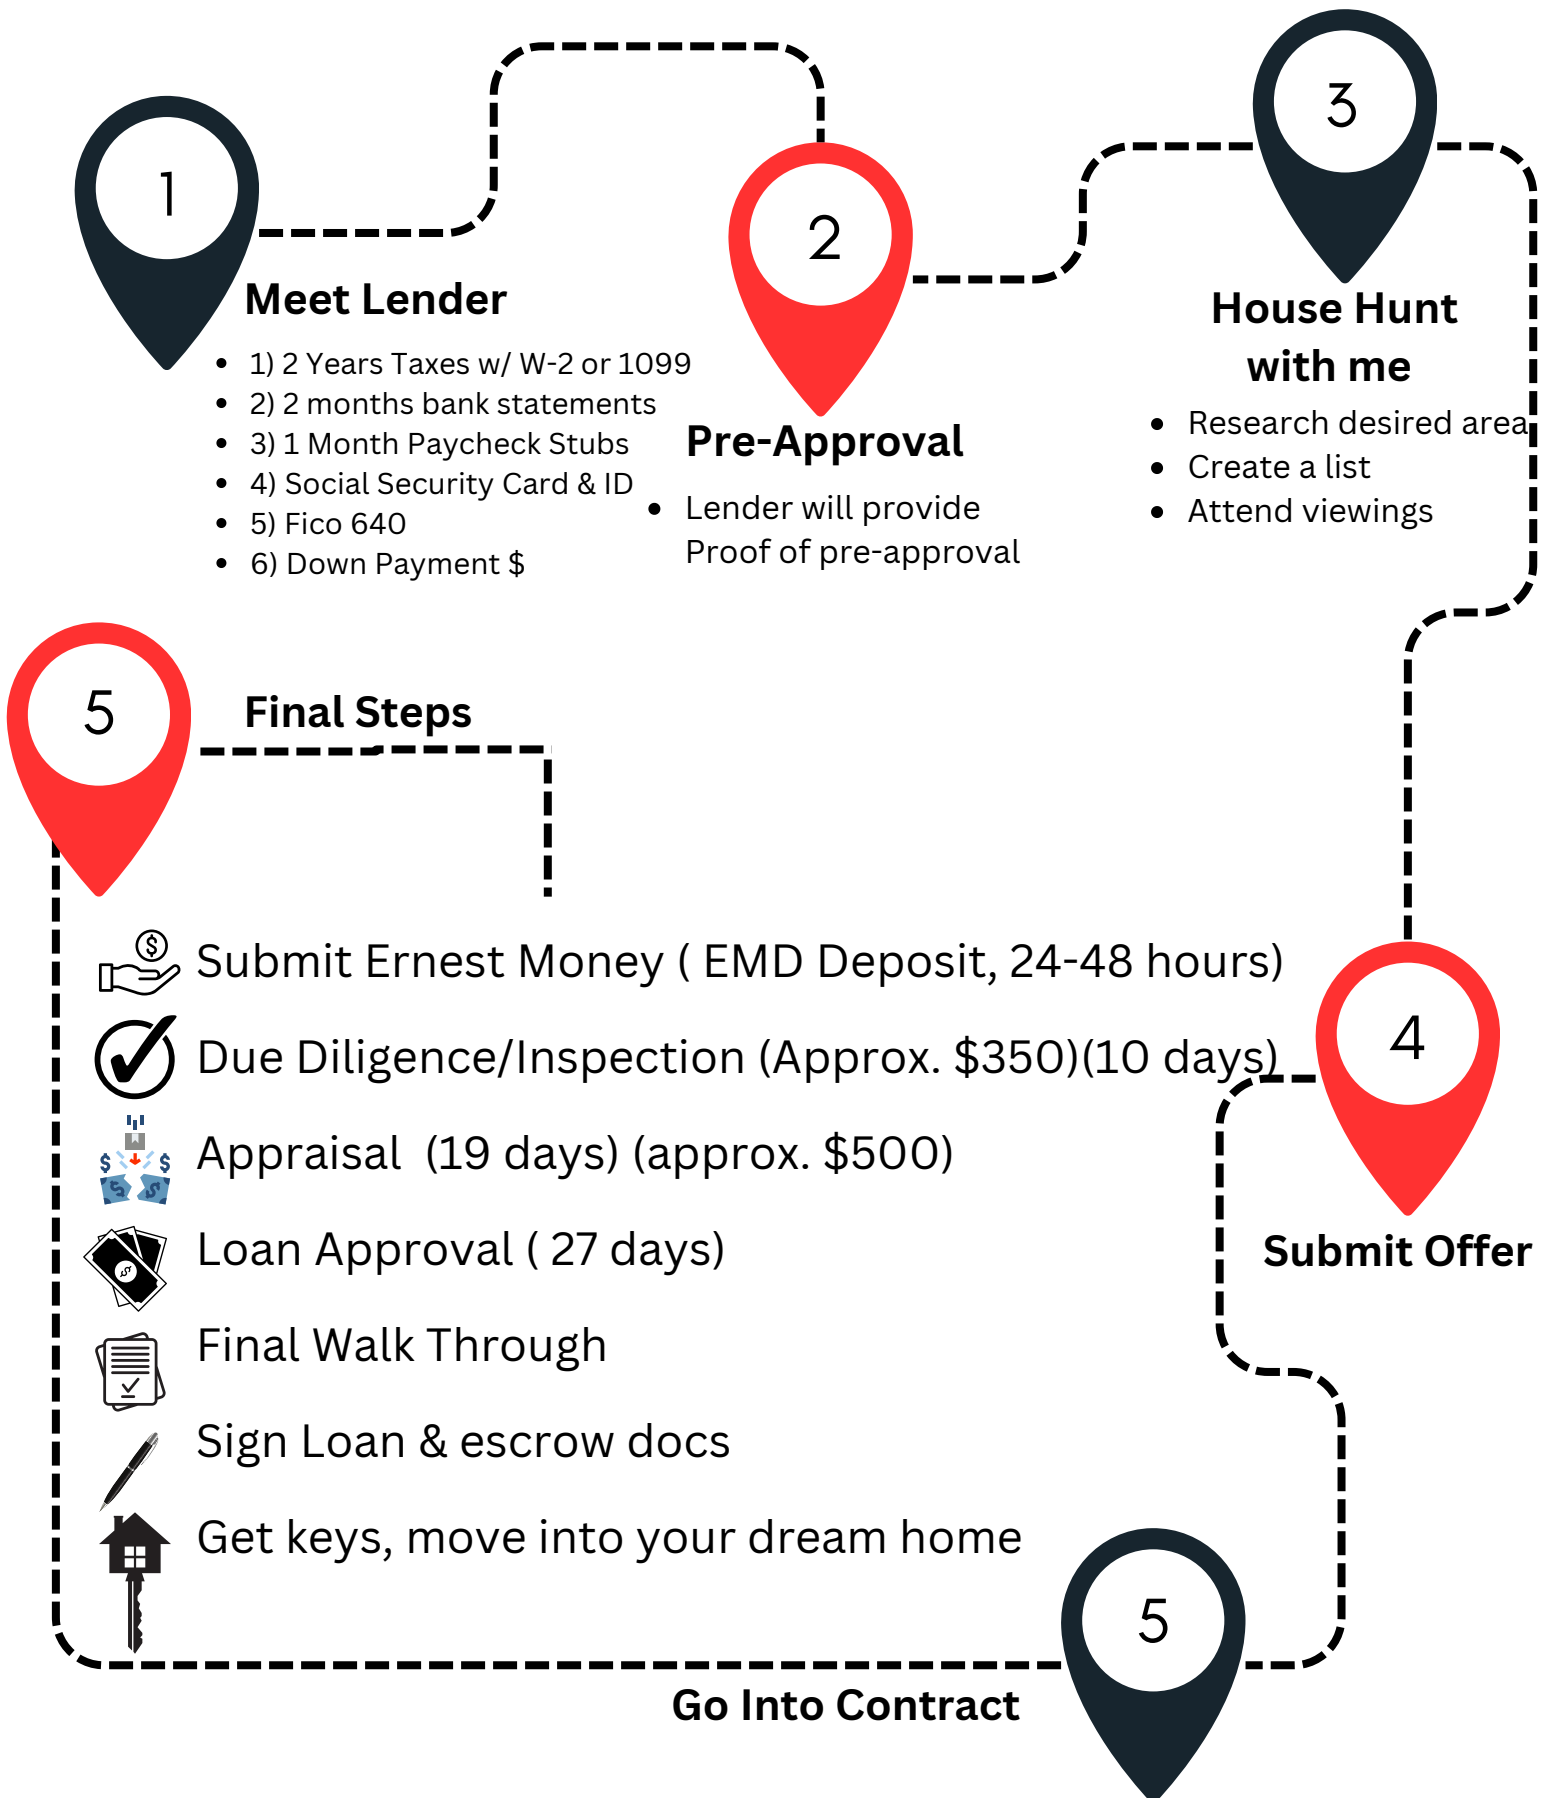 1
Meet Lender
1) 2 Years Taxes w/ W-2 or 1099
2) 2 months bank statements
3) 1 Month Paycheck Stubs
4) Social Security Card & ID
5) Fico 640
6) Down Payment $
2
Pre-Approval
Lender will provide
Proof of pre-approval
3
House Hunt
with me
Research desired area
Create a list
Attend viewings
4
Submit Offer
5
Go Into Contract
5
Final Steps
Submit Ernest Money ( EMD Deposit, 24-48 hours)
Due Diligence/Inspection (Approx. $350)(10 days)
Appraisal (19 days) (approx. $500)
Loan Approval ( 27 days)
Final Walk Through
Sign Loan & escrow docs
Get keys, move into your dream home